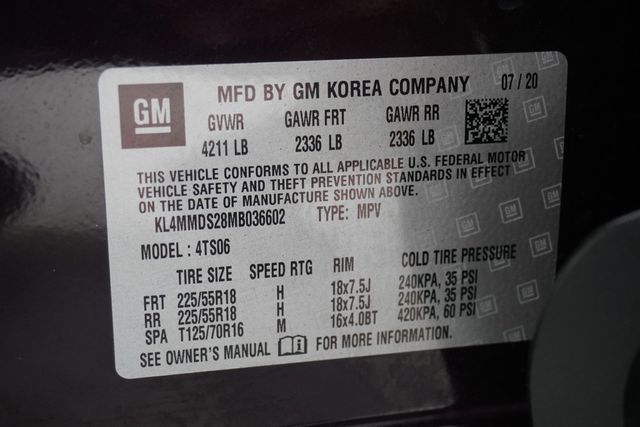 GM
MFD BY GM KOREA COMPANY 07 / 20
GVWR GAWR FRT GAWR RR
4211 LB 2336 LB 2336 LB
THIS VEHICLE CONFORMS TO ALL APPLICABLE U.S. FEDERAL MOTOR
VEHICLE SAFETY AND THEFT PREVENTION STANDARDS IN EFFECT
ON THE DATE OF MANUFACTURE SHOWN ABOVE.
KL4MMDS28MB036602 TYPE: MPV
MODEL : 4TS06
TIRE SIZE SPEED RTG RIM COLD TIRE PRESSURE
FRT 225/55R18 H 18x7.5J 240KPA, 35 PSI
RR 225/55R18 H 18x7.5J 240KPA, 35 PSI
SPA T125/70R16 M 16x4.0BT 420KPA, 60 PSI
SEE OWNER'S MANUAL FOR MORE INFORMATION.